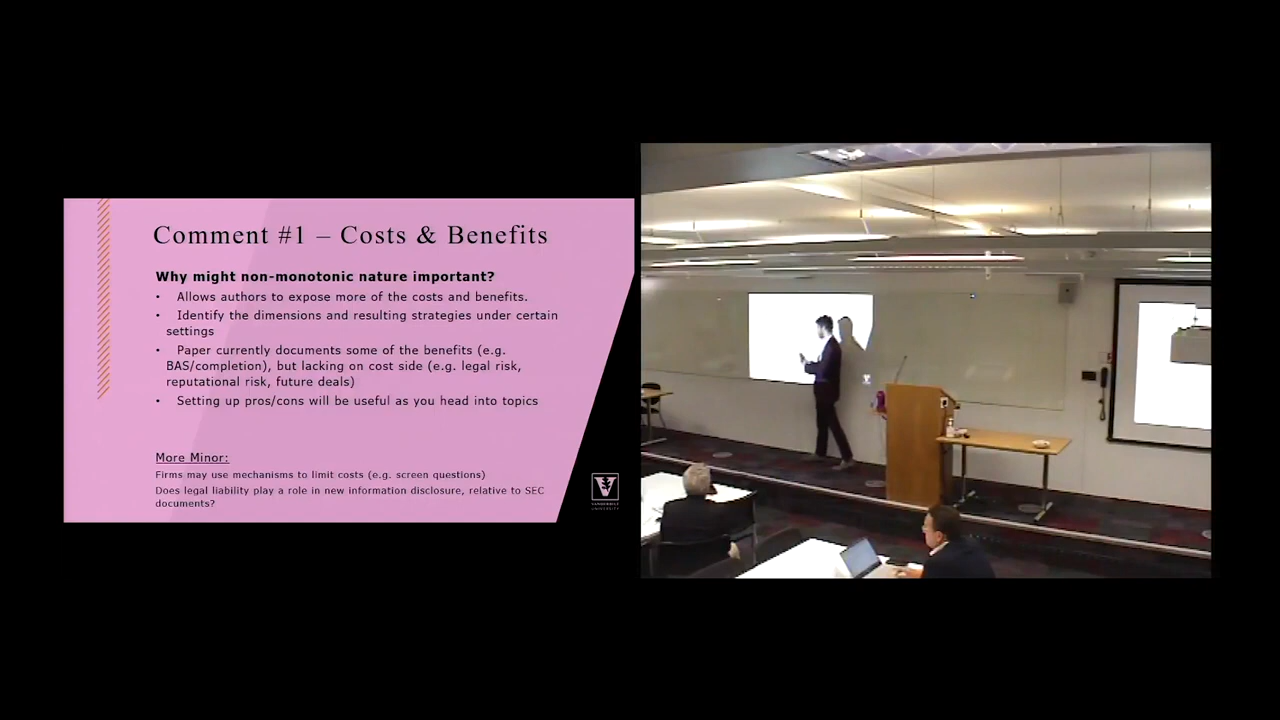 Comment #1 – Costs & Benefits
Why might non-monotonic nature important?
• Allows authors to expose more of the costs and benefits.
• Identify the dimensions and resulting strategies under certain
settings
• Paper currently documents some of the benefits (e.g.
BAS/completion), but lacking on cost side (e.g. legal risk,
reputational risk, future deals)
• Setting up pros/cons will be useful as you head into topics
More Minor:
Firms may use mechanisms to limit costs (e.g. screen questions)
Does legal liability play a role in new information disclosure, relative to SEC
documents?
V
VANDERBILT
UNIVERSITY